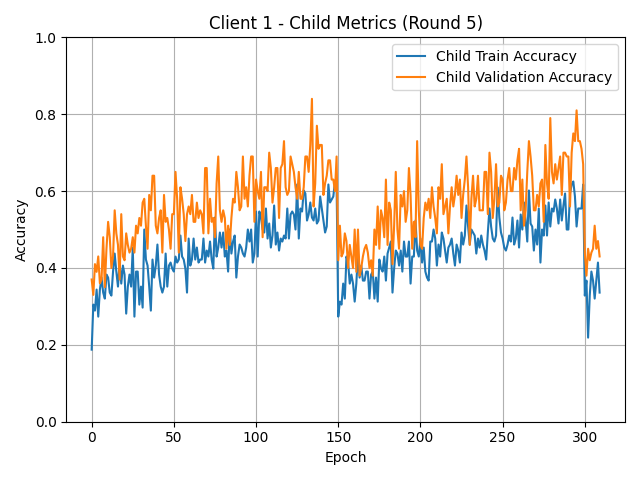 Client 1 - Child Metrics (Round 5)
Child Train Accuracy
Child Validation Accuracy
Accuracy
1.0
0.8
0.6
0.4
0.2
0.0
0 50 100 150 200 250 300
Epoch